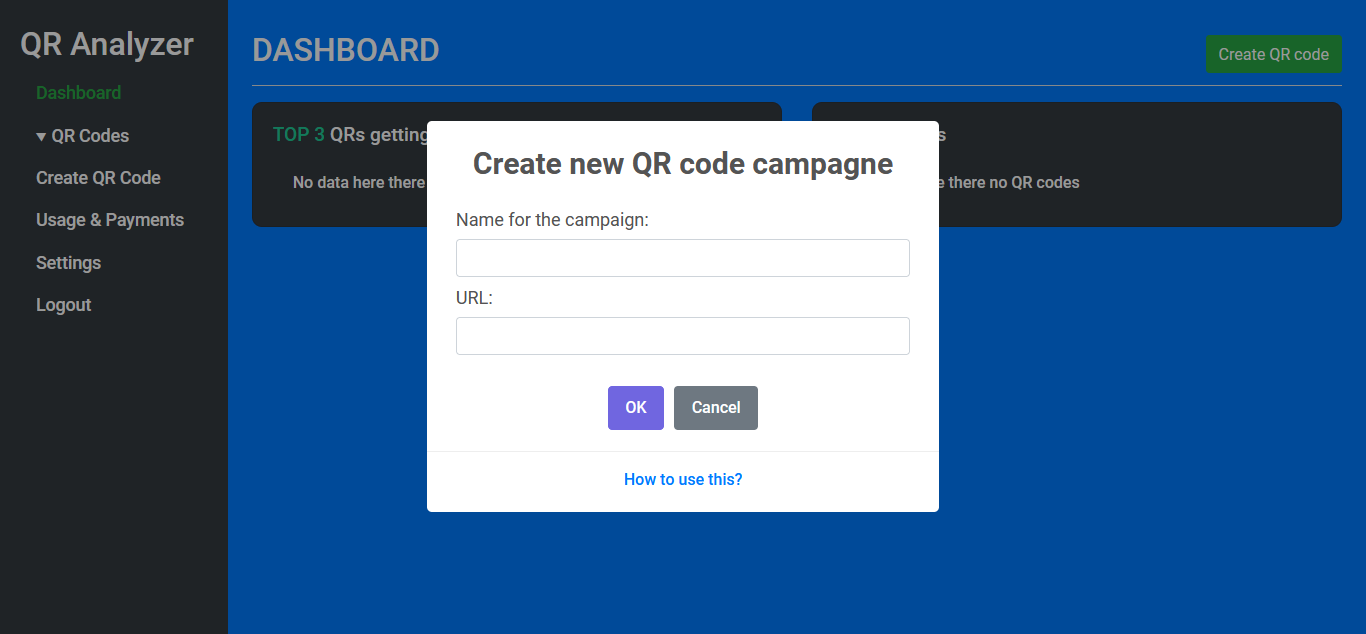 QR Analyzer
Dashboard
▾ QR Codes
Create QR Code
Usage & Payments
Settings
Logout
DASHBOARD
Create QR code
TOP 3 QRs getting
No data here there
there no QR codes
Create new QR code campagne
Name for the campaign:
URL:
OK
Cancel
How to use this?